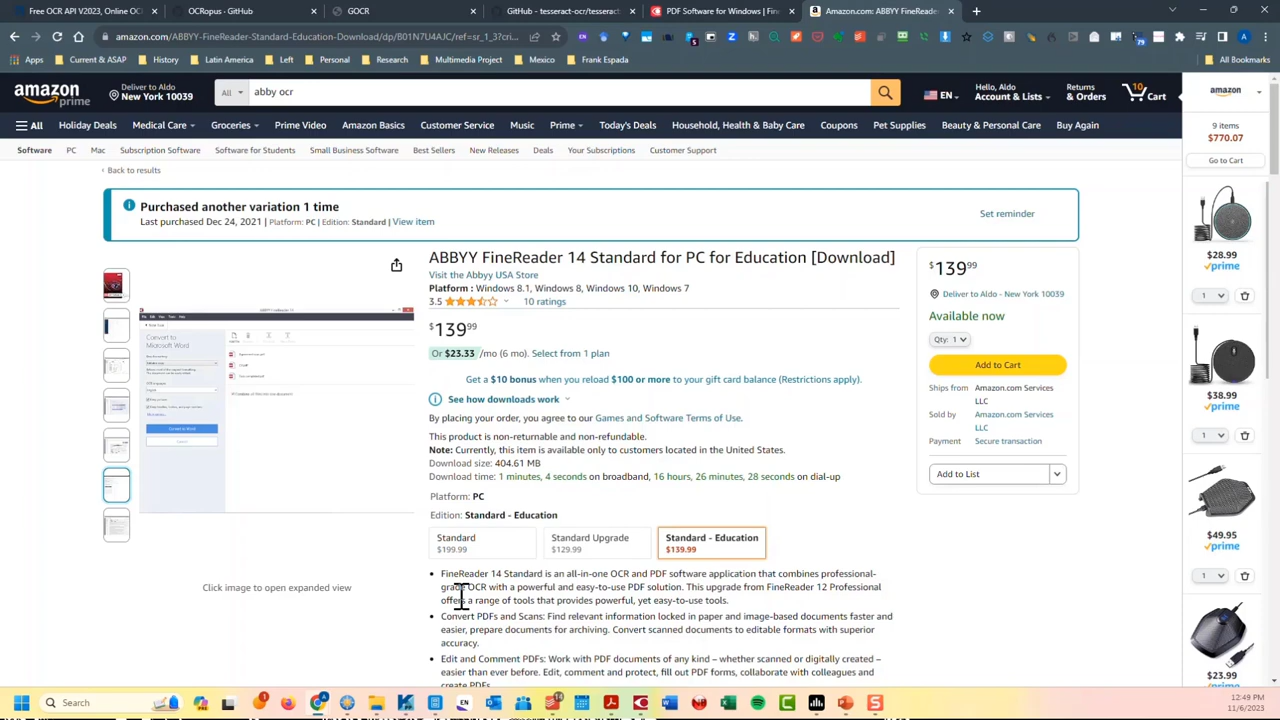 Free OCR API V2023, Online OCR
OCRopus - GitHub
GOCR
GitHub - tesseract-ocr/tesseract
PDF Software for Windows | Fine
Amazon.com: ABBYY FineReader
amazon.com/ABBYY-FineReader-Standard-Education-Download/dp/B01N7U4AJC/ref=sr_1_3?cri...
Apps
Current & ASAP
History
Latin America
Left
Personal
Research
Multimedia Project
Mexico
Frank Espada
All Bookmarks
amazon prime
Deliver to Aldo
New York 10039
All
abby ocr
EN
Hello, Aldo
Account & Lists
Returns
& Orders
10
Cart
All
Holiday Deals
Medical Care
Groceries
Prime Video
Amazon Basics
Customer Service
Music
Prime
Today's Deals
Household, Health & Baby Care
Coupons
Pet Supplies
Beauty & Personal Care
Buy Again
Software
PC
Mac
Subscription Software
Software for Students
Small Business Software
Best Sellers
New Releases
Deals
Your Subscriptions
Customer Support
‹ Back to results
Purchased another variation 1 time
Last purchased Dec 24, 2021 | Platform: PC | Edition: Standard | View item
Set reminder
Convert to
Microsoft Word
Click image to open expanded view
ABBYY FineReader 14 Standard for PC for Education [Download]
Visit the Abbyy USA Store
Platform : Windows 8.1, Windows 8, Windows 10, Windows 7
3.5
10 ratings
$139.99
Or $23.33 /mo (6 mo). Select from 1 plan
Get a $10 bonus when you reload $100 or more to your gift card balance (Restrictions apply).
See how downloads work
By placing your order, you agree to our Games and Software Terms of Use.
This product is non-returnable and non-refundable.
Note: Currently, this item is available only to customers located in the United States.
Download size: 404.61 MB
Download time: 1 minutes, 4 seconds on broadband, 16 hours, 26 minutes, 28 seconds on dial-up
Platform: PC
Edition: Standard - Education
Standard
$199.99
Standard Upgrade
$129.99
Standard - Education
$139.99
• FineReader 14 Standard is an all-in-one OCR and PDF software application that combines professional-
grade OCR with a powerful and easy-to-use PDF solution. This upgrade from FineReader 12 Professional
offers a range of tools that provides powerful, yet easy-to-use tools.
• Convert PDFs and Scans: Find relevant information locked in paper and image-based documents faster and
easier, prepare documents for archiving. Convert scanned documents to editable formats with superior
accuracy.
• Edit and Comment PDFs: Work with PDF documents of any kind – whether scanned or digitally created –
easier than ever before. Edit, comment and protect, fill out PDF forms, collaborate with colleagues and
create PDFs.
$139.99
Deliver to Aldo - New York 10039
Available now
Qty: 1
Add to Cart
Ships from
Amazon.com Services
LLC
Sold by
Amazon.com Services
LLC
Payment
Secure transaction
Add to List
amazon
9 items
$770.07
Go to Cart
$28.99
prime
1
$38.99
prime
1
$49.95
prime
1
$23.99
Search
12:49 PM
11/6/2023